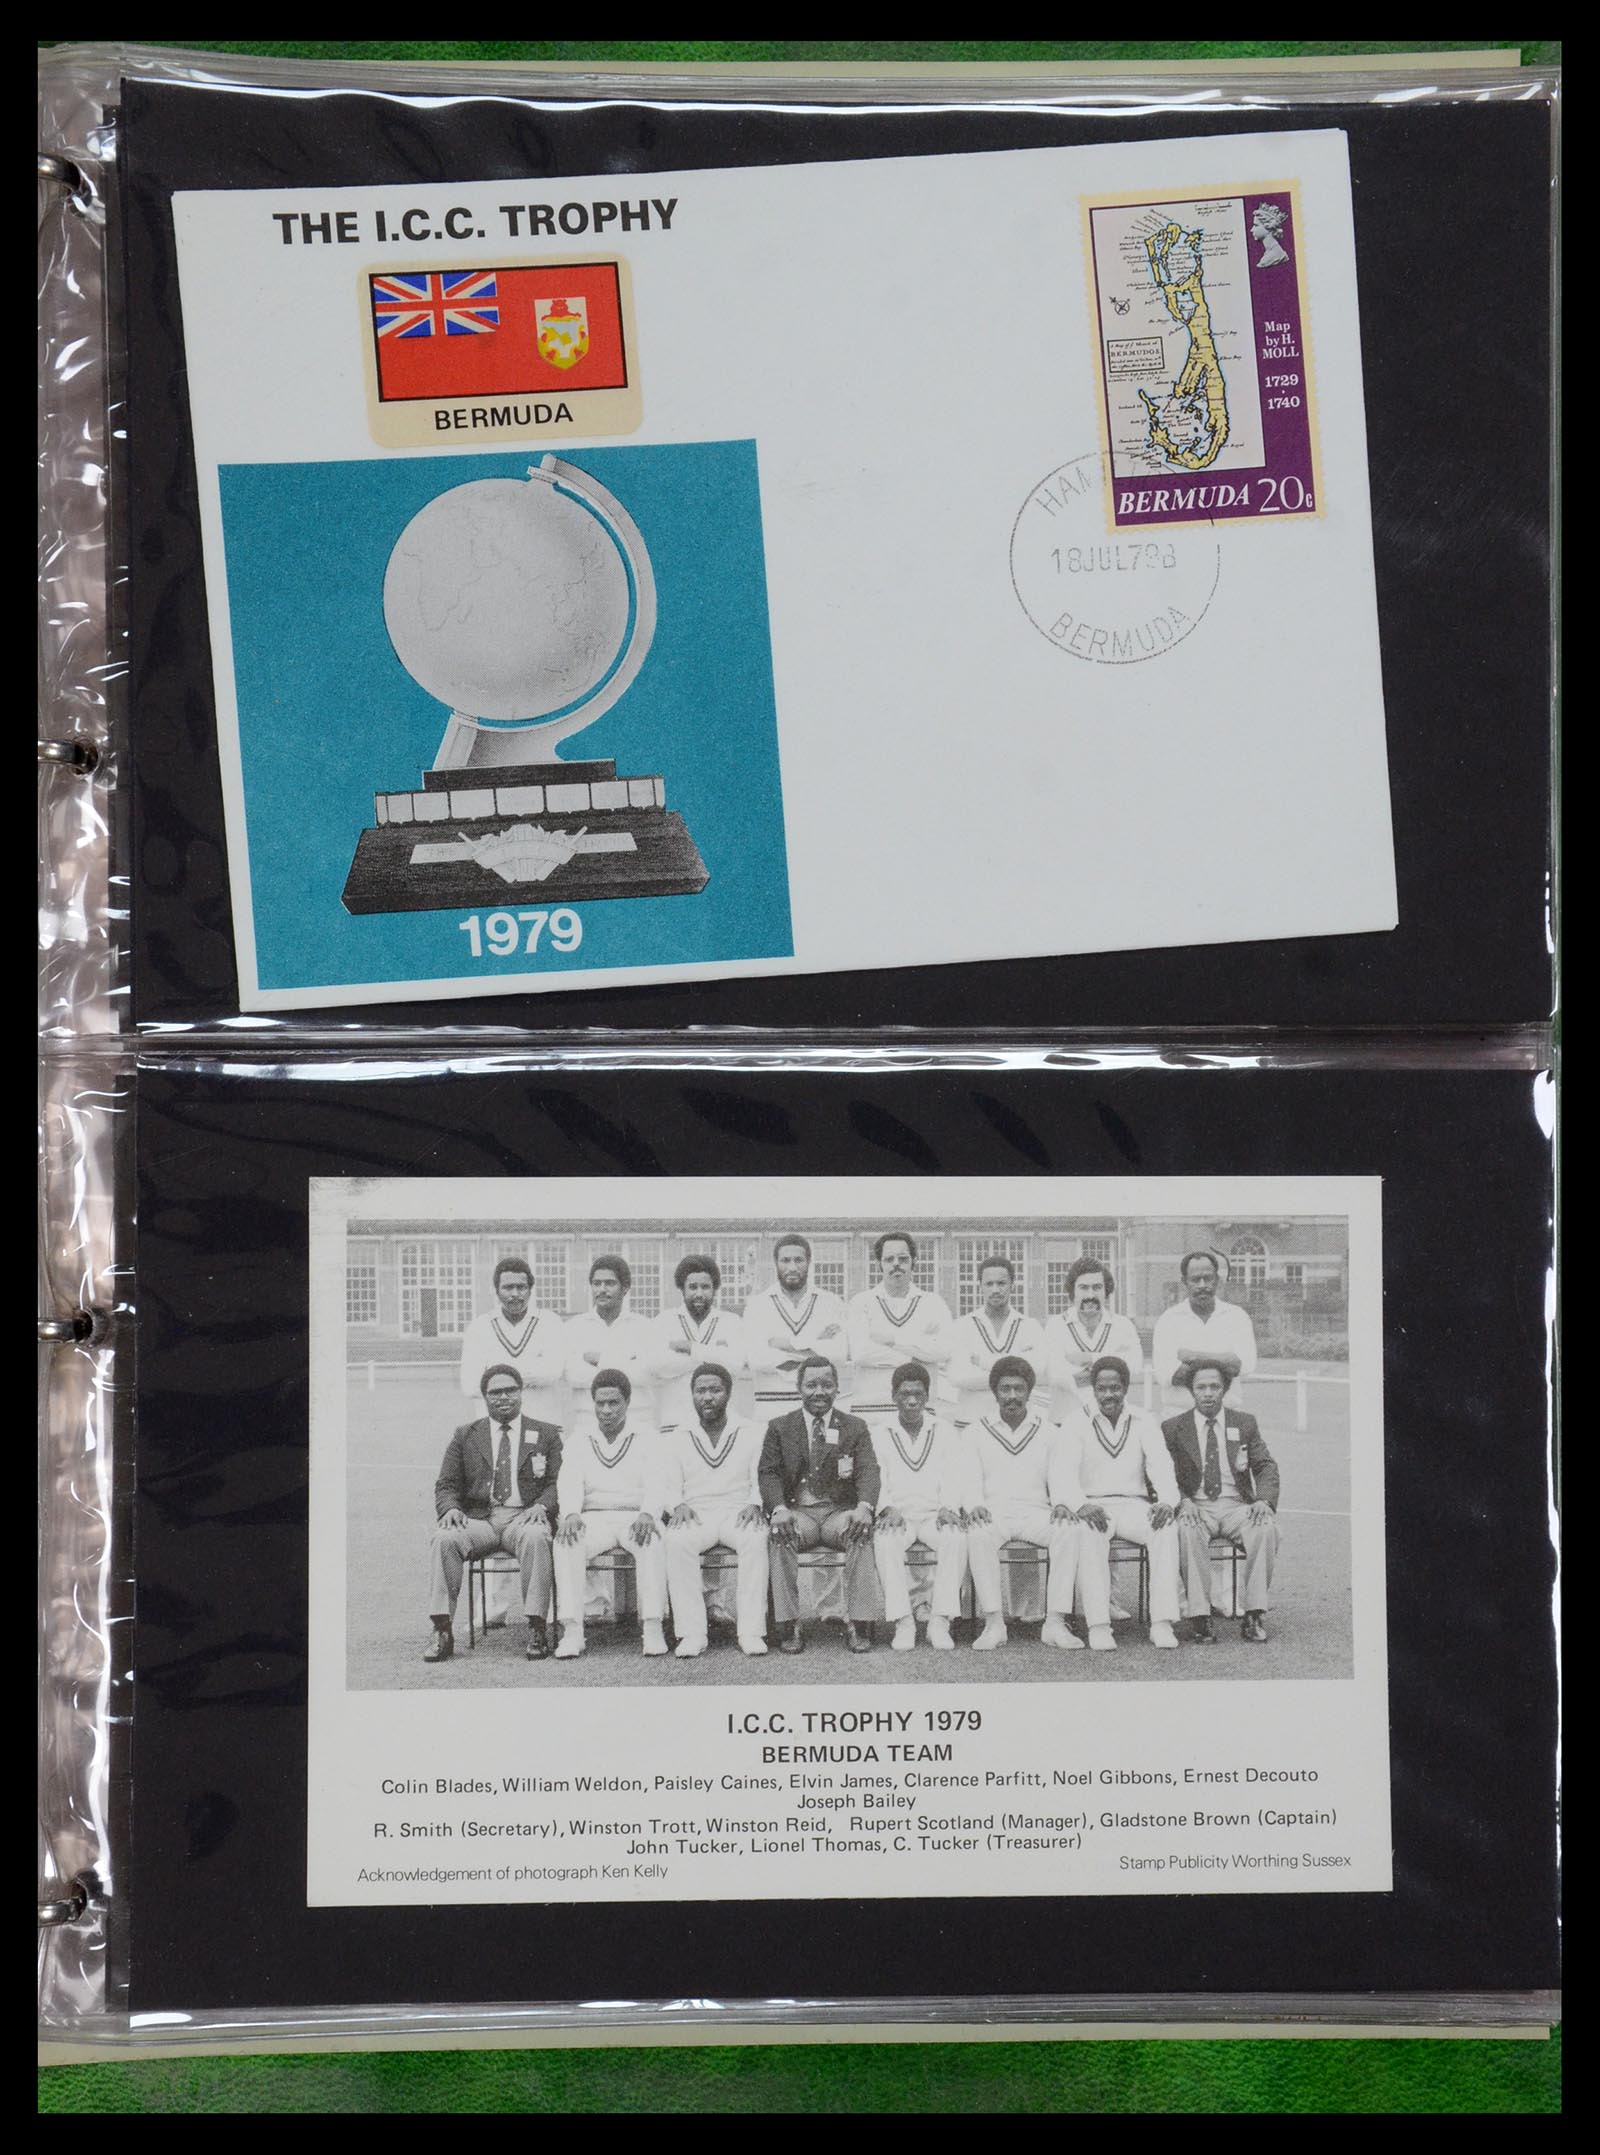 THE I.C.C. TROPHY
BERMUDA
1979
Map
by H.
MOLL
1729
1740
BERMUDOS
BERMUDA 20c
18JUL79B
BERMUDA
I.C.C. TROPHY 1979
BERMUDA TEAM
Colin Blades, William Weldon, Paisley Caines, Elvin James, Clarence Parfitt, Noel Gibbons, Ernest Decouto
Joseph Bailey
R. Smith (Secretary), Winston Trott, Winston Reid, Rupert Scotland (Manager), Gladstone Brown (Captain)
John Tucker, Lionel Thomas, C. Tucker (Treasurer)
Acknowledgement of photograph Ken Kelly
Stamp Publicity Worthing Sussex